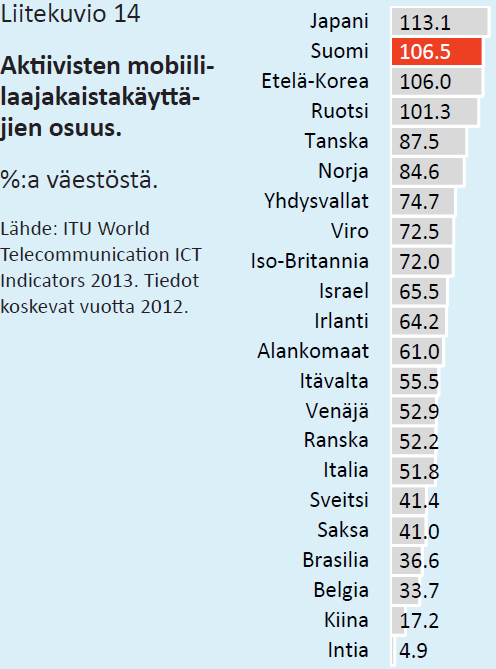 Liitekuvio 14
Aktiivisten mobiili-
laajakaistakäyttä-
jien osuus.
%:a väestöstä.
Lähde: ITU World
Telecommunication ICT
Indicators 2013. Tiedot
koskevat vuotta 2012.
Japani 113.1
Suomi 106.5
Etelä-Korea 106.0
Ruotsi 101.3
Tanska 87.5
Norja 84.6
Yhdysvallat 74.7
Viro 72.5
Iso-Britannia 72.0
Israel 65.5
Irlanti 64.2
Alankomaat 61.0
Itävalta 55.5
Venäjä 52.9
Ranska 52.2
Italia 51.8
Sveitsi 41.4
Saksa 41.0
Brasilia 36.6
Belgia 33.7
Kiina 17.2
Intia 4.9